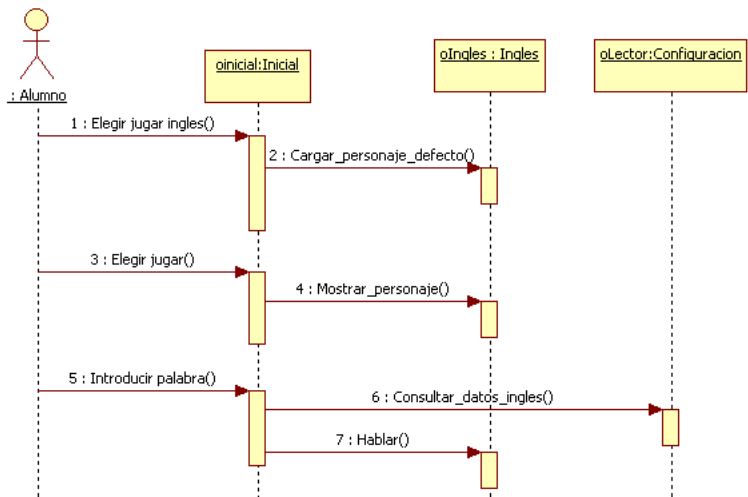 oIngles : Ingles
oLector:Configuracion
oinicial:Inicial
: Alumno
1 : Elegir jugar ingles()
2 : Cargar_personaje_defecto()
3 : Elegir jugar()
4 : Mostrar_personaje()
5 : Introducir palabra()
6 : Consultar_datos_ingles()
7 : Hablar()